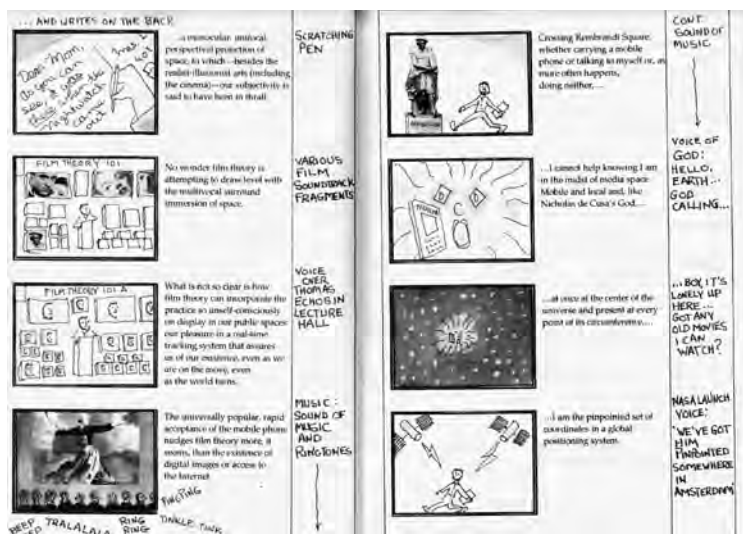 ...AND WRITES ON THE BACK
Dear Mom,
as you can
see, it was
this when the
nightwatch
came
out
...a monocular, unifocal,
perspectival projection of
space, to which—besides the
realist-illusionist arts (including
the cinema)—our subjectivity is
said to have been in thrall.
SCRATCHING
PEN
FILM THEORY 101
No wonder film theory is
attempting to draw level with
the multivocal surround
immersion of space.
VARIOUS
FILM
SOUNDTRACK
FRAGMENTS
FILM THEORY 101 A
What is not so clear is how
film theory can incorporate the
practice so unself-consciously
on display in our public spaces:
our pleasure in a real-time
tracking system that assures
us of our existence, even as we
are on the move, even
as the world turns.
VOICE
OVER
THOMAS
ECHOS IN
LECTURE
HALL
The universally popular, rapid
acceptance of the mobile phone
nudges film theory more, it
seems, than the existence of
digital images or access to
the Internet
MUSIC:
SOUND OF
MUSIC
AND
RINGTONES
BEEP
TRALALALA
RING
RING
PING PING
TINKLE
Crossing Rembrandt Square,
whether carrying a mobile
phone or talking to myself or, as
more often happens,
doing neither,...
CONT.
SOUND OF
MUSIC
...I cannot help knowing I am
in the midst of media space.
Mobile and local and, like
Nicholas de Cusa's God....
VOICE OF
GOD:
HELLO,
EARTH...
GOD
CALLING...
...at once at the center of the
universe and present at every
point of its circumference....
...BOY, IT'S
LONELY UP
HERE...
GOT ANY
OLD MOVIES
I CAN
WATCH?
...I am the pinpointed set of
coordinates in a global
positioning system.
NASA LAUNCH
VOICE:
'WE'VE GOT
HIM
PINPOINTED
SOMEWHERE
IN
AMSTERDAM'